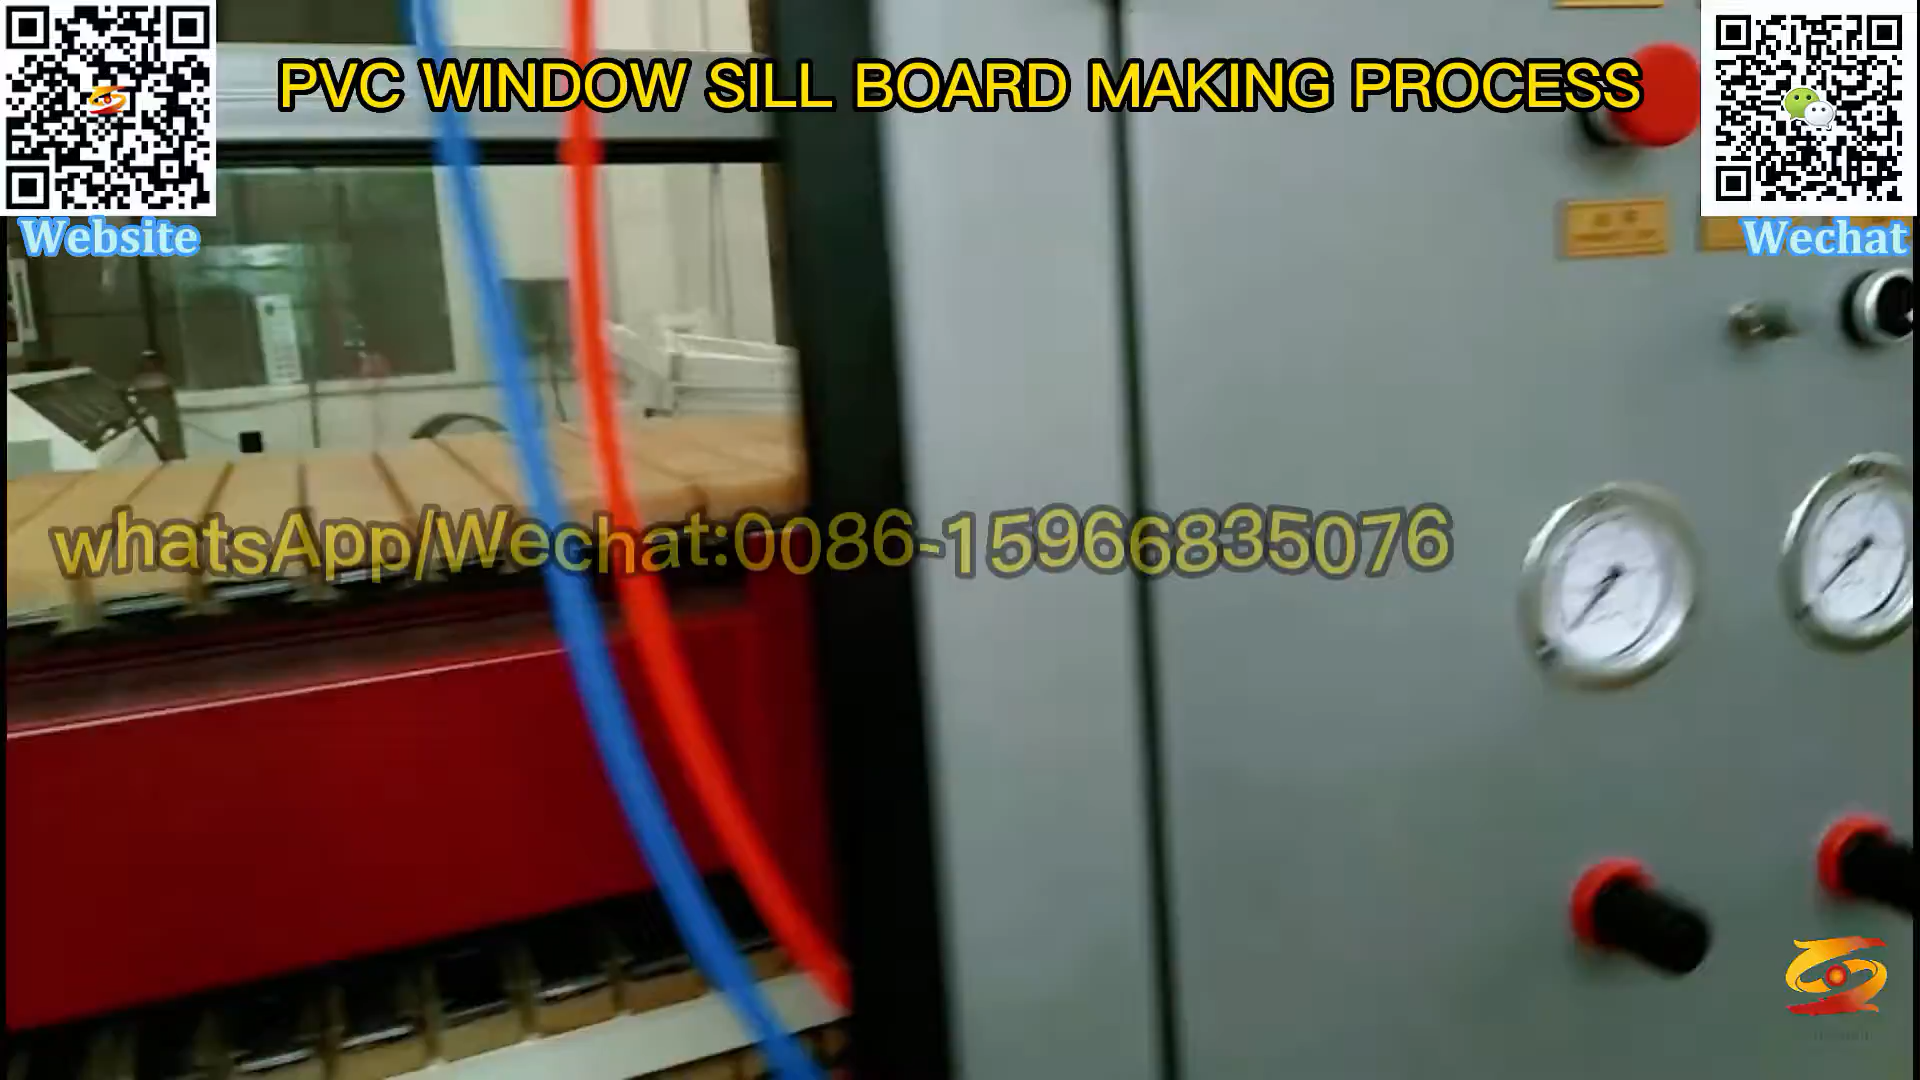 PVC WINDOW SILL BOARD MAKING PROCESS
Website
Wechat
whatsApp/Wechat:0086-15966835076